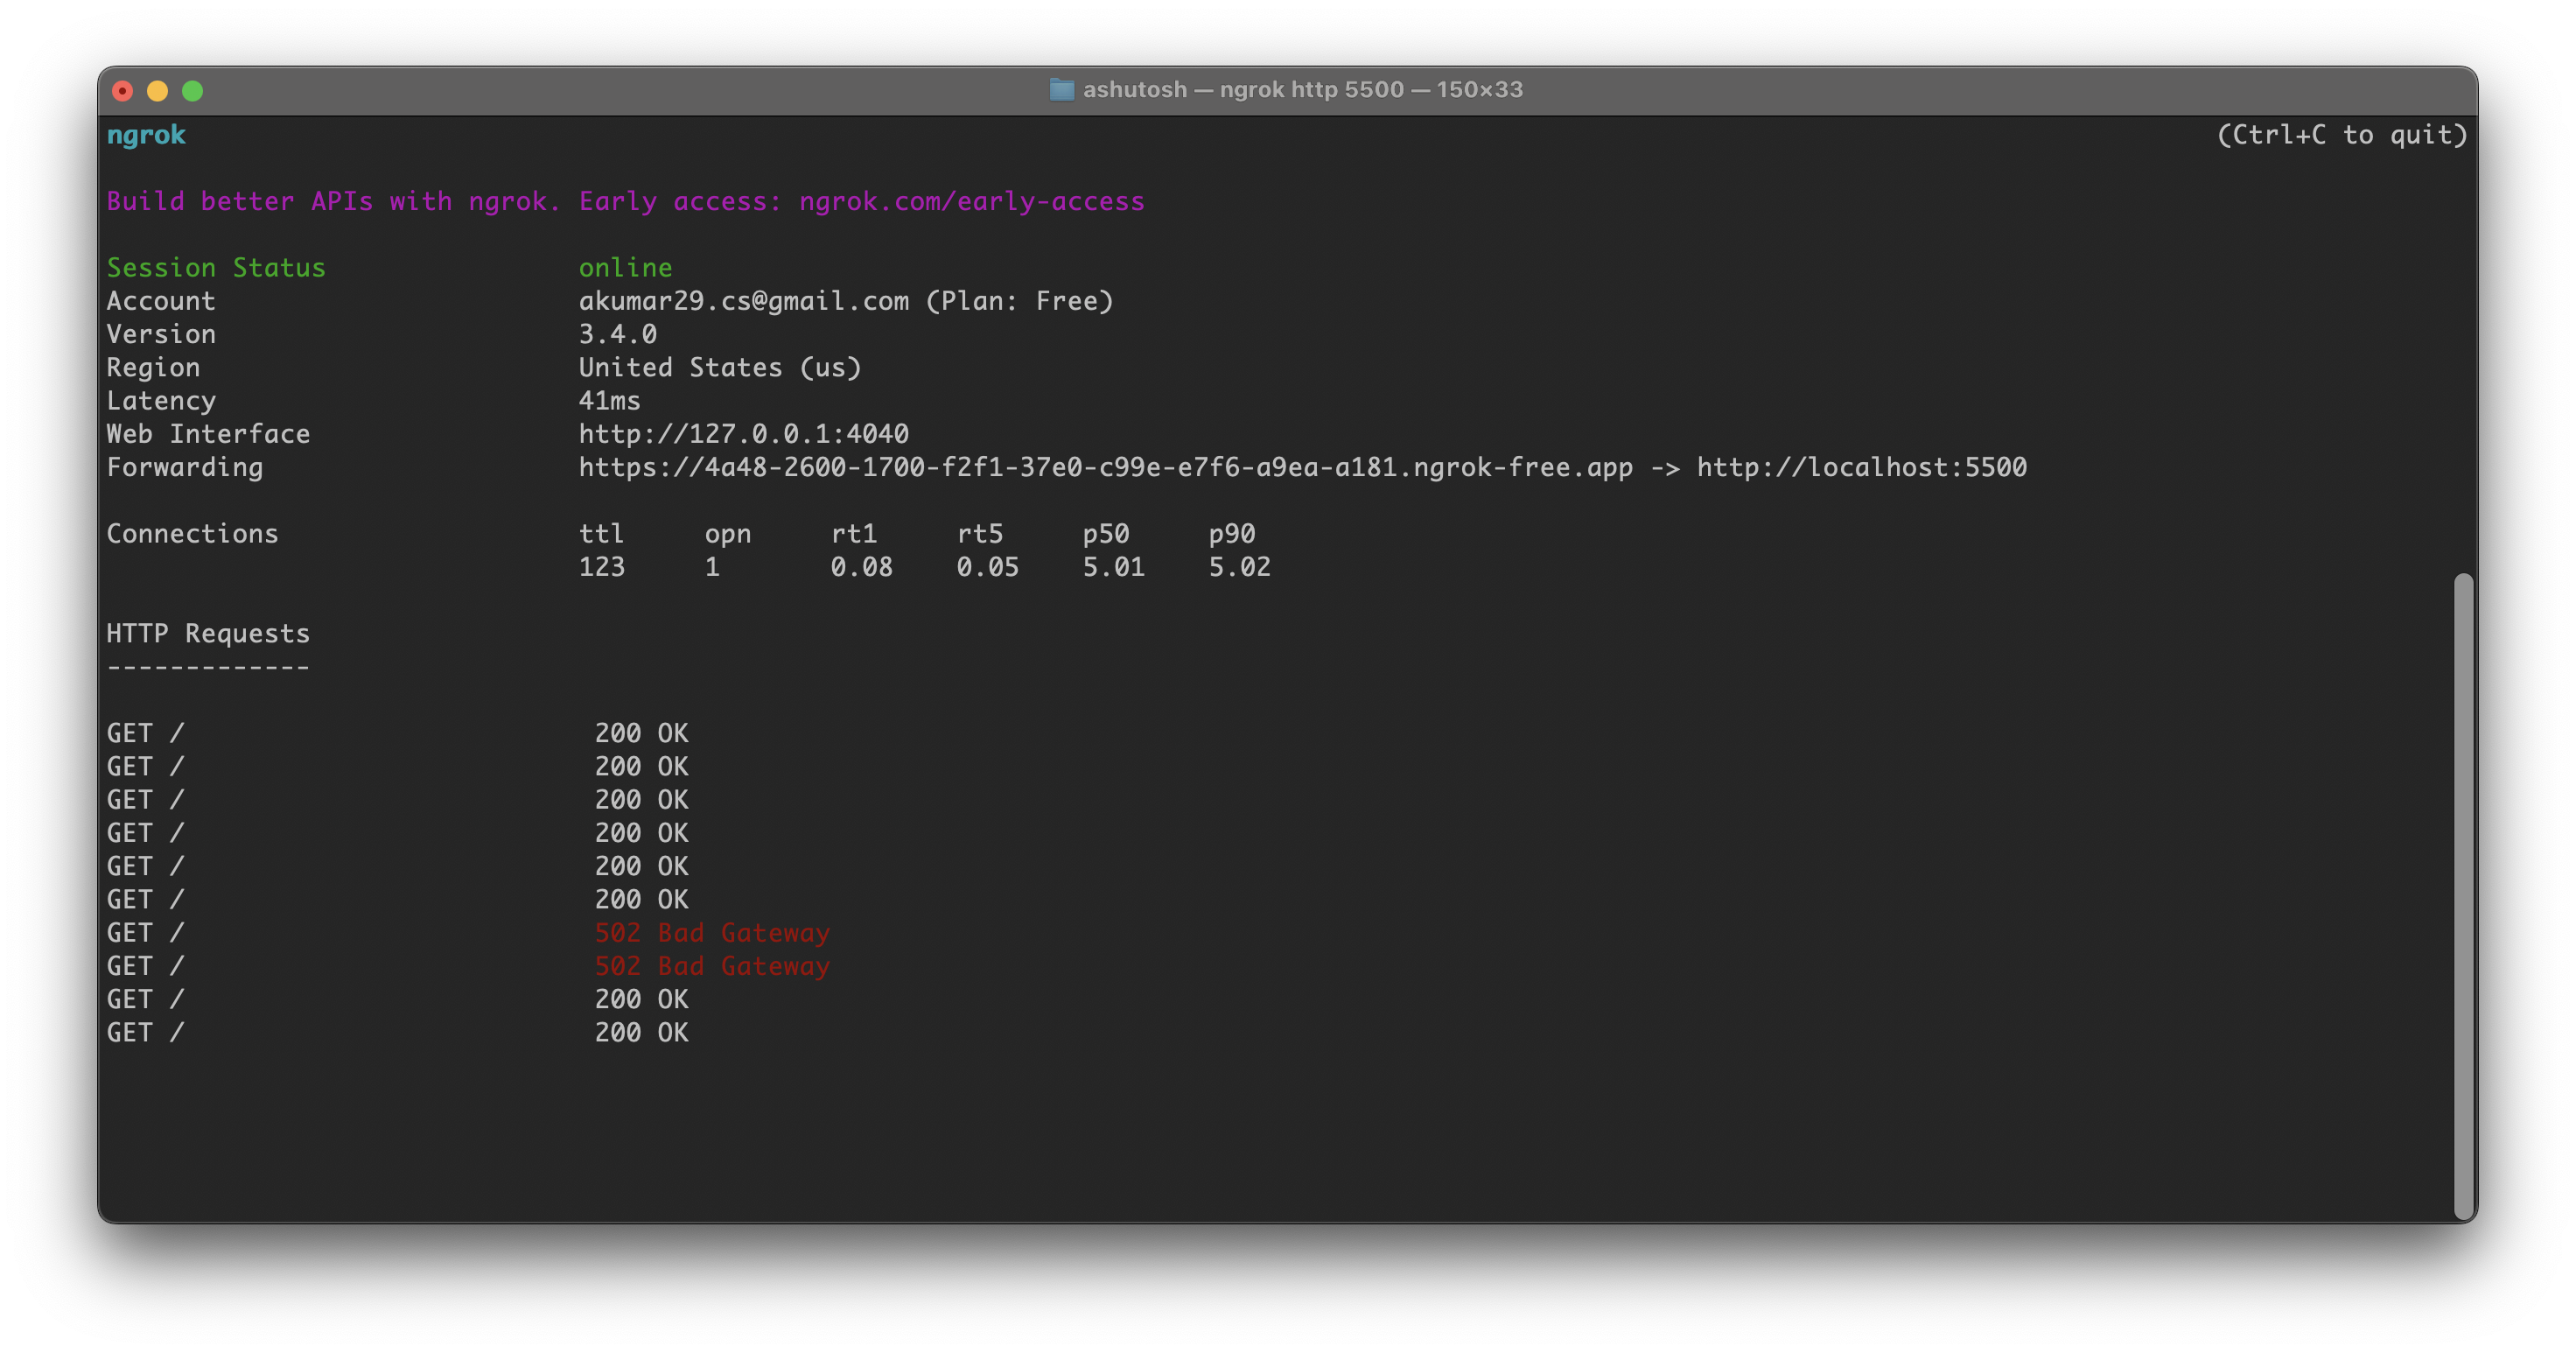 ashutosh — ngrok http 5500 — 150×33
ngrok (Ctrl+C to quit)
Build better APIs with ngrok. Early access: ngrok.com/early-access
Session Status online
Account akumar29.cs@gmail.com (Plan: Free)
Version 3.4.0
Region United States (us)
Latency 41ms
Web Interface http://127.0.0.1:4040
Forwarding https://4a48-2600-1700-f2f1-37e0-c99e-e7f6-a9ea-a181.ngrok-free.app -> http://localhost:5500
Connections ttl opn rt1 rt5 p50 p90
123 1 0.08 0.05 5.01 5.02
HTTP Requests
-------------
GET / 200 OK
GET / 200 OK
GET / 200 OK
GET / 200 OK
GET / 200 OK
GET / 200 OK
GET / 502 Bad Gateway
GET / 502 Bad Gateway
GET / 200 OK
GET / 200 OK